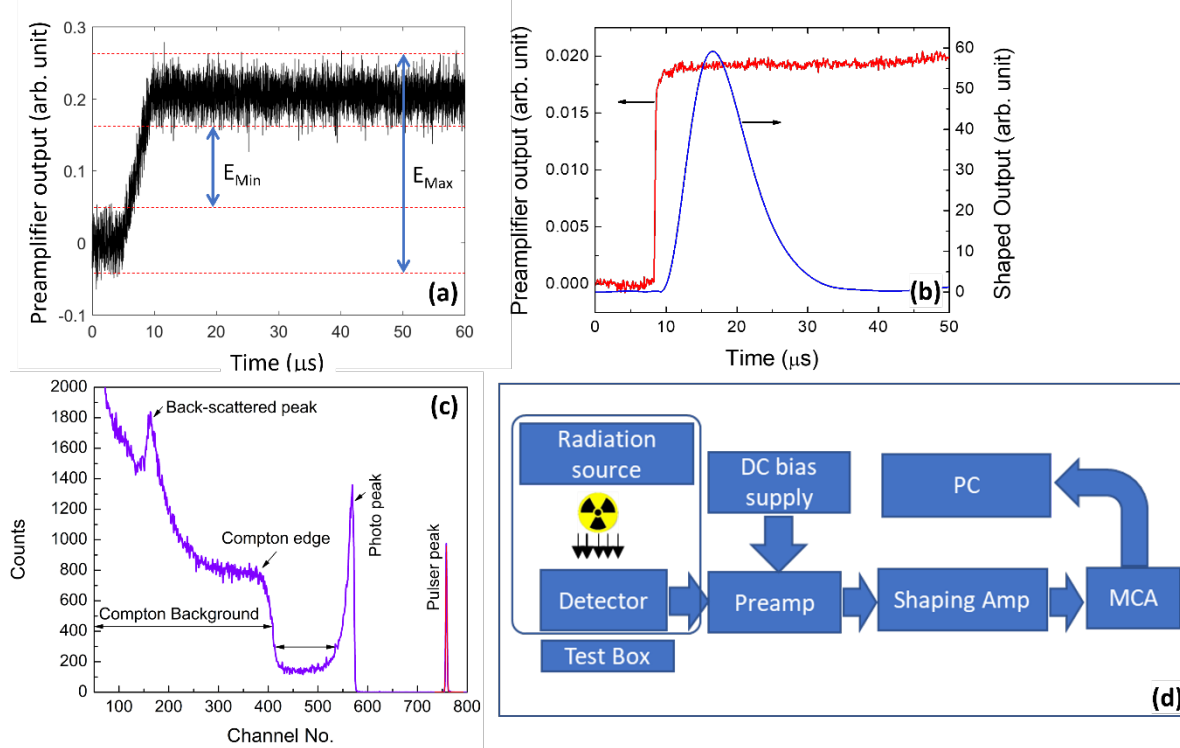 0.3
0.2
0.1
0
-0.1
Preamplifier output (arb. unit)
E_Min
E_Max
(a)
0 10 20 30 40 50 60
Time (μs)
0.020
0.015
0.010
0.005
0.000
Preamplifier output (arb. unit)
60
50
40
30
20
10
0
Shaped Output (arb. unit)
(b)
0 10 20 30 40 50
Time (μs)
2000
1800
1600
1400
1200
1000
800
600
400
200
0
Counts
(c)
Back-scattered peak
Compton edge
Photo peak
Pulser peak
Compton Background
100 200 300 400 500 600 700 800
Channel No.
Radiation
source
DC bias
supply
PC
Detector
Preamp
Shaping Amp
MCA
Test Box
(d)